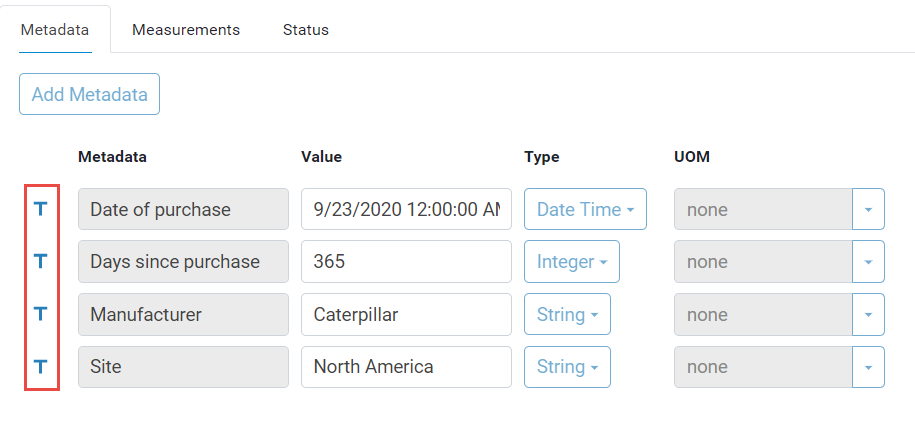 Metadata Measurements Status
Add Metadata
Metadata Value Type UOM
T Date of purchase 9/23/2020 12:00:00 AM Date Time none
T Days since purchase 365 Integer none
T Manufacturer Caterpillar String none
T Site North America String none